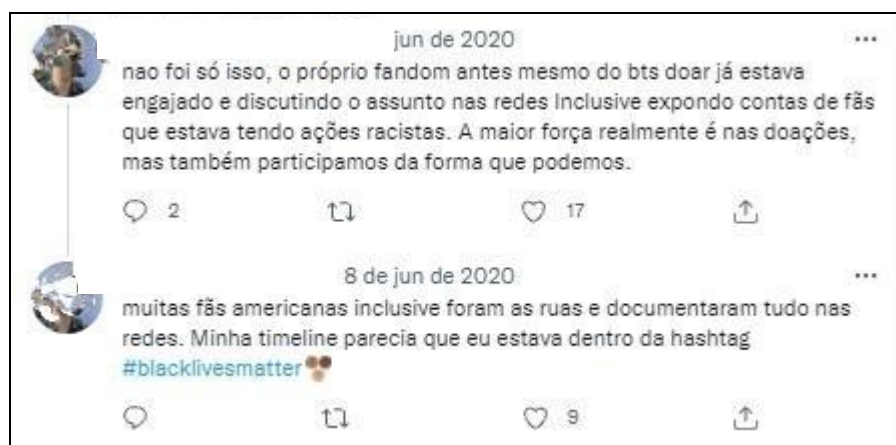 jun de 2020
nao foi só isso, o próprio fandom antes mesmo do bts doar já estava
engajado e discutindo o assunto nas redes Inclusive expondo contas de fãs
que estava tendo ações racistas. A maior força realmente é nas doações,
mas também participamos da forma que podemos.
2 17
8 de jun de 2020
muitas fãs americanas inclusive foram as ruas e documentaram tudo nas
redes. Minha timeline parecia que eu estava dentro da hashtag
#blacklivesmatter
9